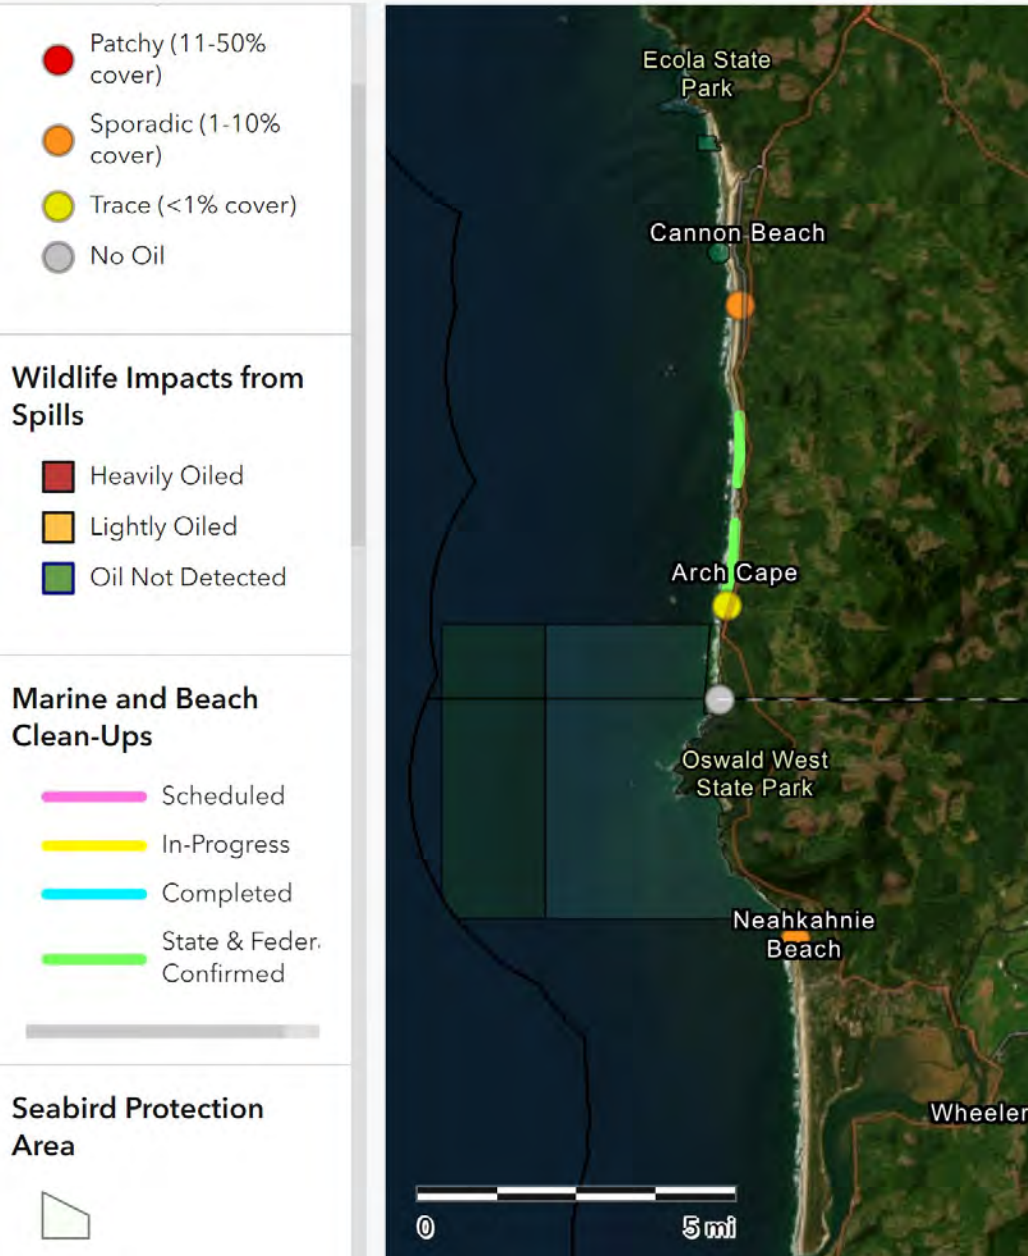 Patchy (11-50%
cover)
Sporadic (1-10%
cover)
Trace (<1% cover)
No Oil
Wildlife Impacts from
Spills
Heavily Oiled
Lightly Oiled
Oil Not Detected
Marine and Beach
Clean-Ups
Scheduled
In-Progress
Completed
State & Feder
Confirmed
Seabird Protection
Area
Ecola State
Park
Cannon Beach
Arch Cape
Oswald West
State Park
Neahkahnie
Beach
Wheeler
0
5 mi